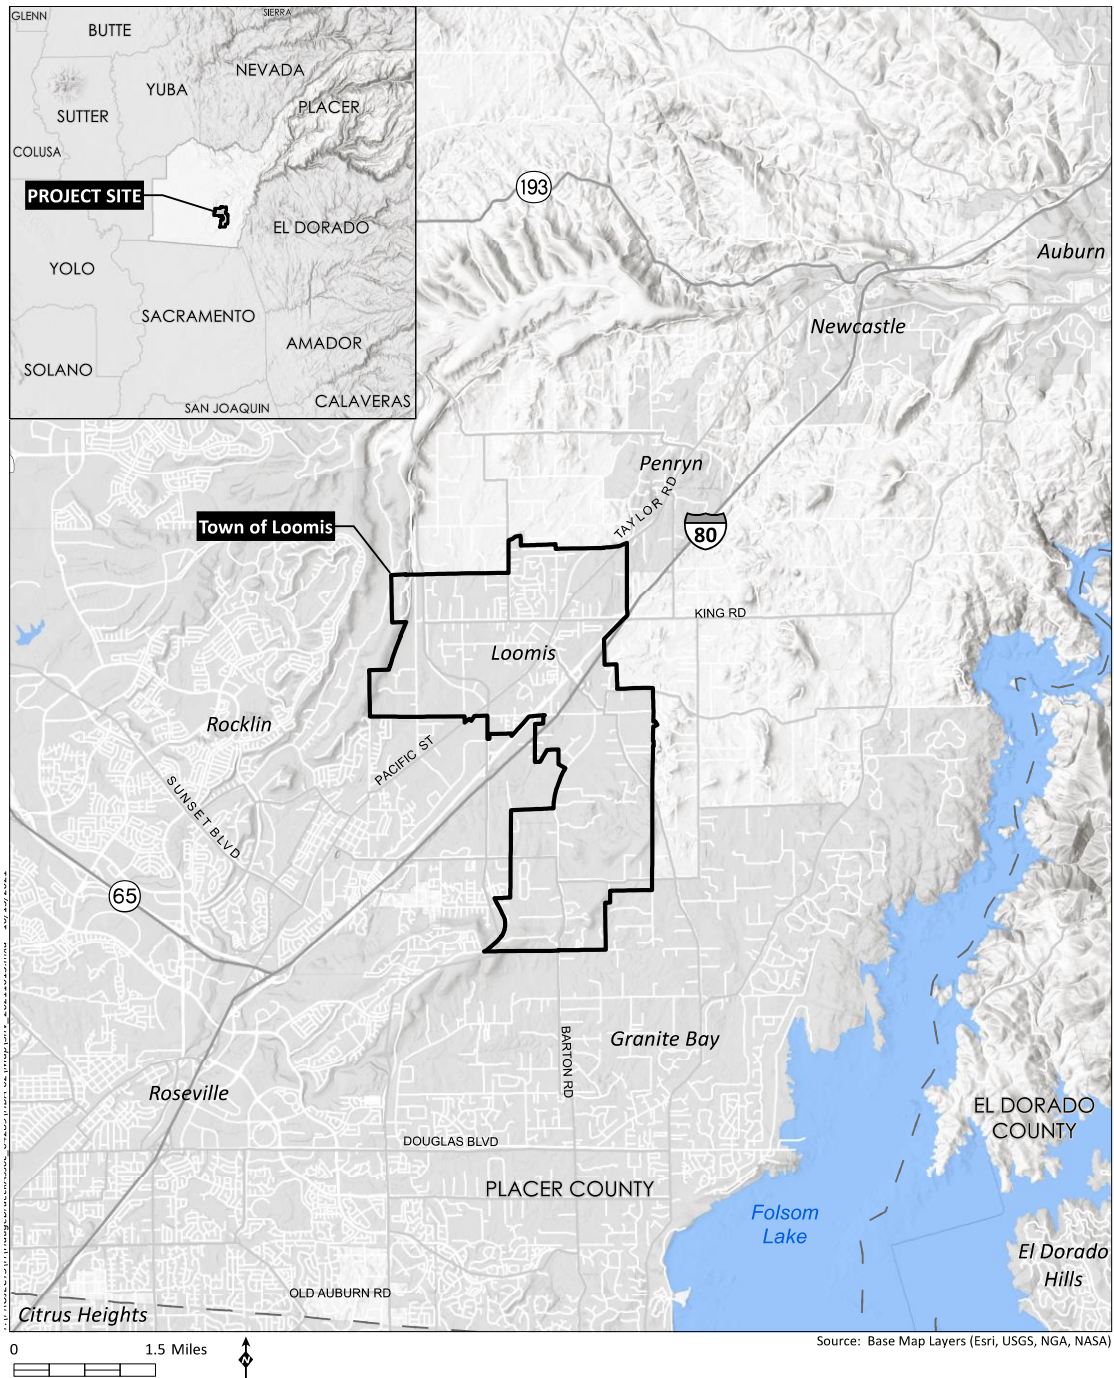 GLENN
SIERRA
BUTTE
NEVADA
YUBA
PLACER
SUTTER
COLUSA
PROJECT SITE
EL DORADO
YOLO
SACRAMENTO
AMADOR
SOLANO
CALAVERAS
SAN JOAQUIN
193
Auburn
Newcastle
Penryn
TAYLOR RD
Town of Loomis
80
KING RD
Loomis
Rocklin
PACIFIC ST
SUNSET BLVD
65
Granite Bay
BARTON RD
Roseville
EL DORADO
COUNTY
DOUGLAS BLVD
PLACER COUNTY
Folsom
Lake
El Dorado
Hills
OLD AUBURN RD
Citrus Heights
Source: Base Map Layers (Esri, USGS, NGA, NASA)
0 1.5 Miles
N